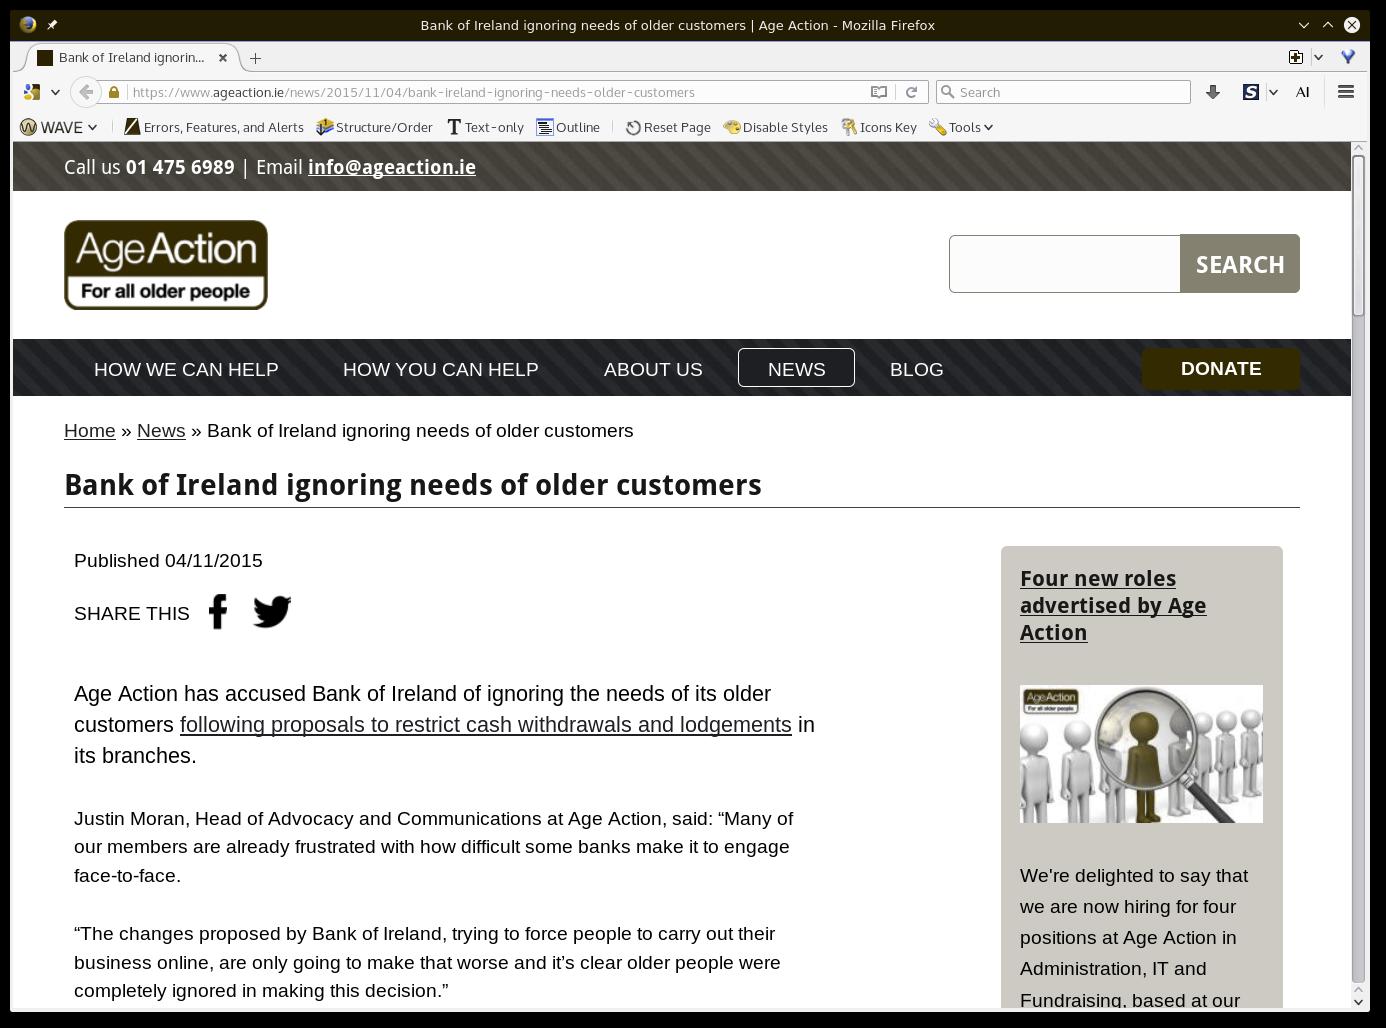 Bank of Ireland ignoring needs of older customers | Age Action - Mozilla Firefox
Bank of Ireland ignorin...
https://www.ageaction.ie/news/2015/11/04/bank-ireland-ignoring-needs-older-customers
Search
AI
WAVE
Errors, Features, and Alerts
Structure/Order
Text-only
Outline
Reset Page
Disable Styles
Icons Key
Tools
Call us 01 475 6989 | Email info@ageaction.ie
AgeAction
For all older people
SEARCH
HOW WE CAN HELP
HOW YOU CAN HELP
ABOUT US
NEWS
BLOG
DONATE
Home » News » Bank of Ireland ignoring needs of older customers
Bank of Ireland ignoring needs of older customers
Published 04/11/2015
SHARE THIS
Age Action has accused Bank of Ireland of ignoring the needs of its older
customers following proposals to restrict cash withdrawals and lodgements in
its branches.
Justin Moran, Head of Advocacy and Communications at Age Action, said: “Many of
our members are already frustrated with how difficult some banks make it to engage
face-to-face.
“The changes proposed by Bank of Ireland, trying to force people to carry out their
business online, are only going to make that worse and it’s clear older people were
completely ignored in making this decision.”
Four new roles
advertised by Age
Action
AgeAction
For all older people
We're delighted to say that
we are now hiring for four
positions at Age Action in
Administration, IT and
Fundraising, based at our